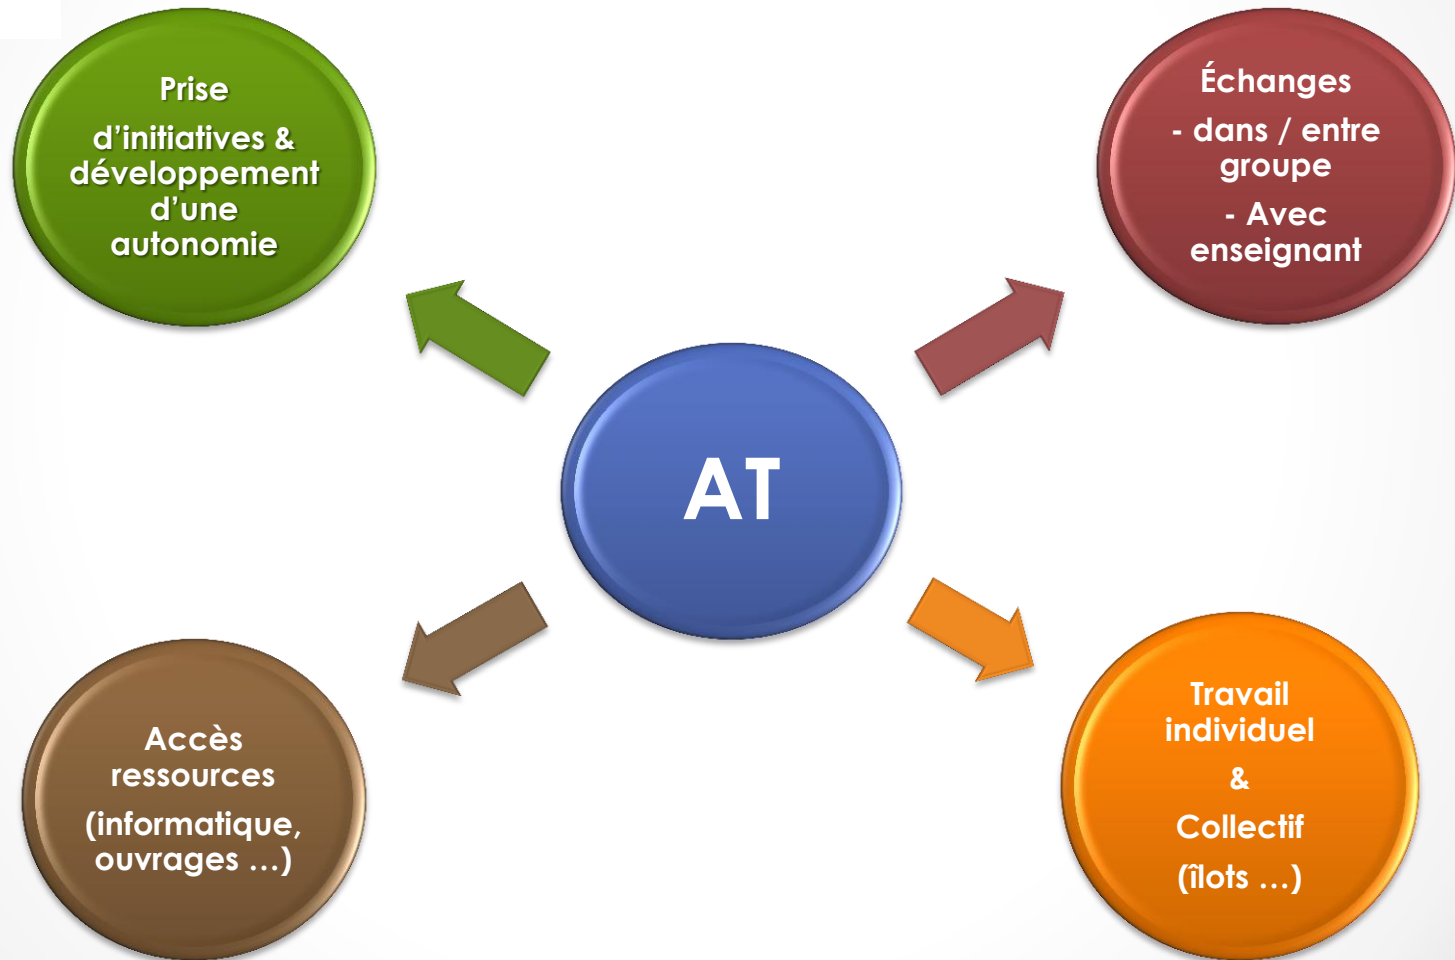 Prise
d’initiatives &
développement
d’une
autonomie
Échanges
- dans / entre
groupe
- Avec
enseignant
AT
Accès
ressources
(informatique,
ouvrages …)
Travail
individuel
&
Collectif
(îlots …)